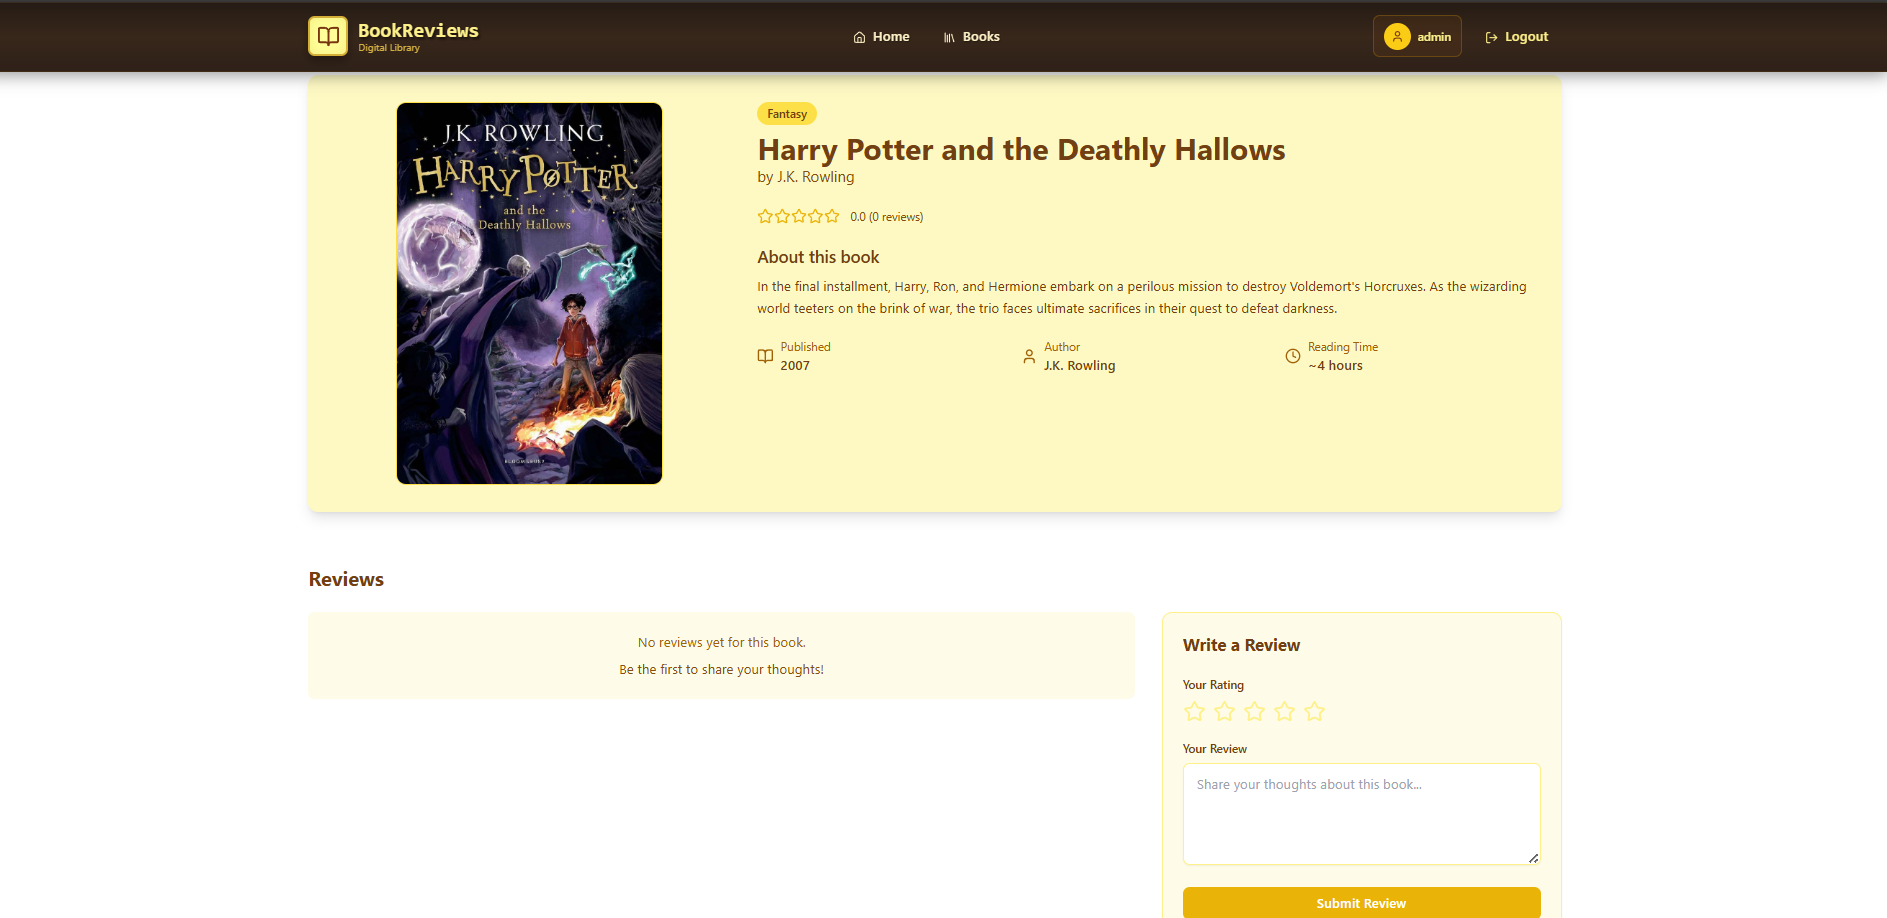 BookReviews
Digital Library
Home
Books
admin
Logout
J.K. ROWLING
HARRY POTTER
and the
Deathly Hallows
BLOOMSBURY
Fantasy
Harry Potter and the Deathly Hallows
by J.K. Rowling
0.0 (0 reviews)
About this book
In the final installment, Harry, Ron, and Hermione embark on a perilous mission to destroy Voldemort's Horcruxes. As the wizarding
world teeters on the brink of war, the trio faces ultimate sacrifices in their quest to defeat darkness.
Published
2007
Author
J.K. Rowling
Reading Time
~4 hours
Reviews
No reviews yet for this book.
Be the first to share your thoughts!
Write a Review
Your Rating
Your Review
Share your thoughts about this book...
Submit Review